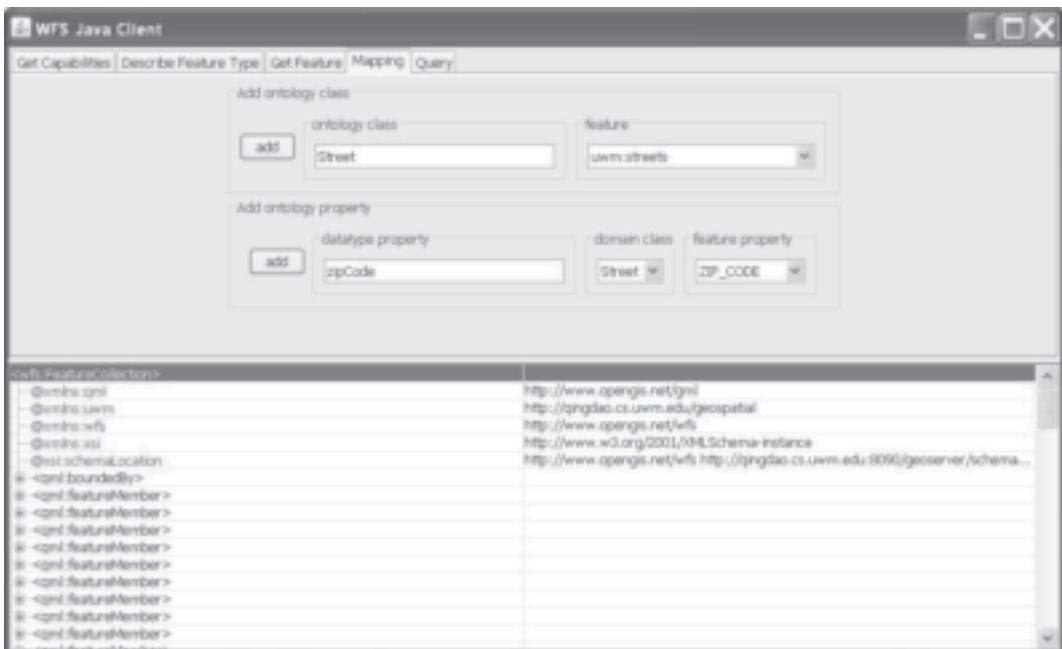 WFS Java Client
Get Capabilities Describe Feature Type Get Feature Mapping Query
Add ontology class
ontology class feature
add Street uwm:streets
Add ontology property
datatype property domain class feature property
add zipCode Street ZIP_CODE
<wfs:FeatureCollection>
@xmlns:gml http://www.opengis.net/gml
@xmlns:uwm http://qingdao.cs.uwm.edu/geospatial
@xmlns:wfs http://www.opengis.net/wfs
@xmlns:xsi http://www.w3.org/2001/XMLSchema-instance
@xsi:schemaLocation http://www.opengis.net/wfs http://qingdao.cs.uwm.edu:8090/geoserver/schema...
<gml:boundedBy>
<gml:featureMember>
<gml:featureMember>
<gml:featureMember>
<gml:featureMember>
<gml:featureMember>
<gml:featureMember>
<gml:featureMember>
<gml:featureMember>
<gml:featureMember>
<gml:featureMember>